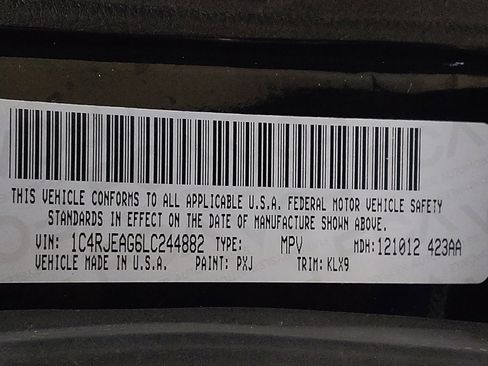 THIS VEHICLE CONFORMS TO ALL APPLICABLE U.S.A. FEDERAL MOTOR VEHICLE SAFETY
STANDARDS IN EFFECT ON THE DATE OF MANUFACTURE SHOWN ABOVE.
VIN: 1C4RJEAG6LC244882 TYPE: MPV MDH:121012 423AA
VEHICLE MADE IN U.S.A. PAINT: PXJ TRIM: KLX9